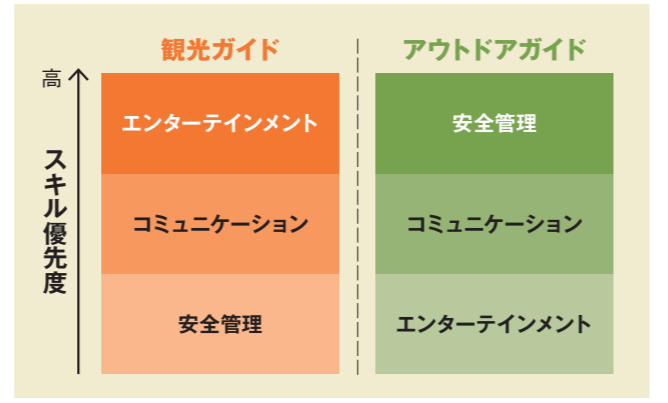 観光ガイド
アウトドアガイド
高
スキル優先度
エンターテインメント
安全管理
コミュニケーション
コミュニケーション
安全管理
エンターテインメント